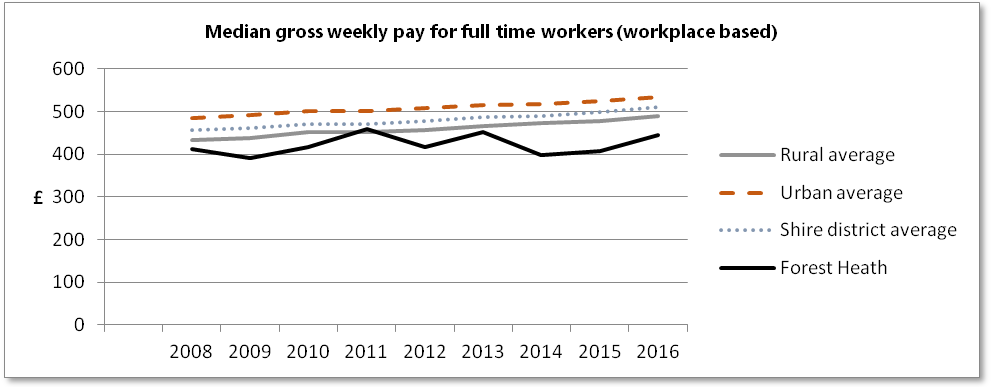 Median gross weekly pay for full time workers (workplace based)
600
500
400
£ 300
200
100
0
2008 2009 2010 2011 2012 2013 2014 2015 2016
Rural average
Urban average
Shire district average
Forest Heath